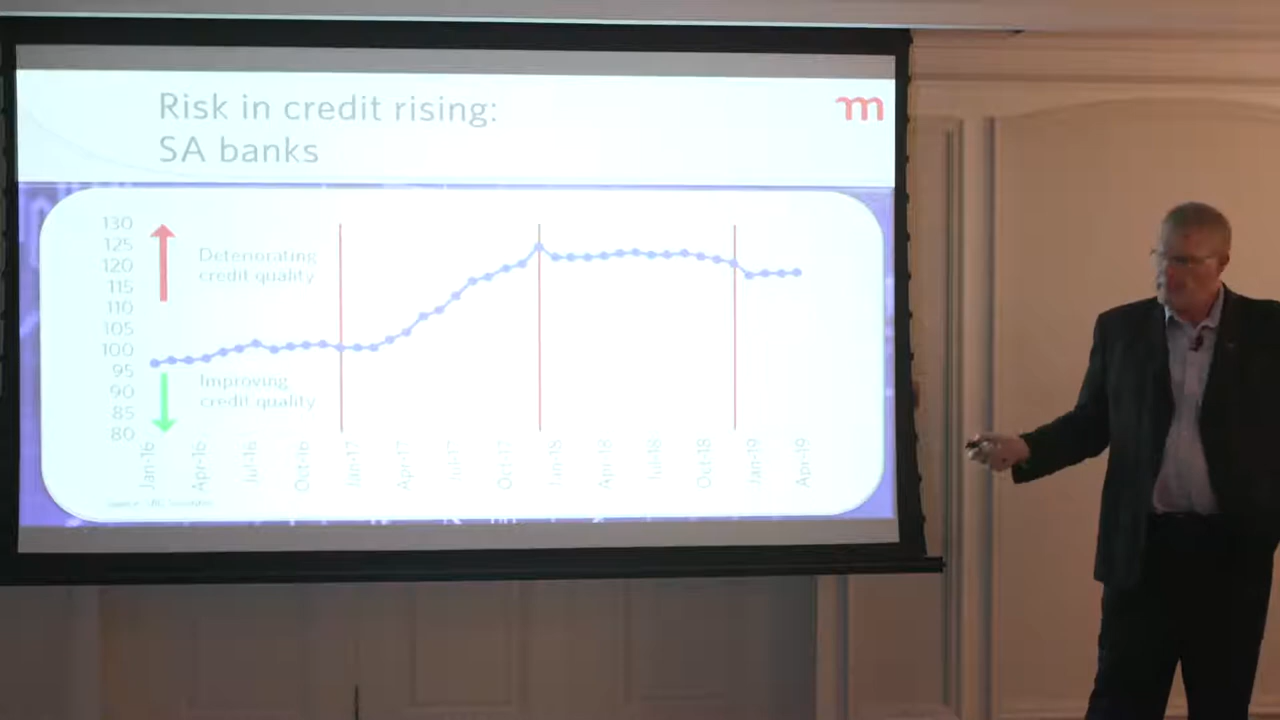 Risk in credit rising:
SA banks
m
130
125
120
115
110
105
100
95
90
85
80
Deteriorating
credit quality
Improving
credit quality
Jan-16
Apr-16
Jul-16
Oct-16
Jan-17
Apr-17
Jul-17
Oct-17
Jan-18
Apr-18
Jul-18
Oct-18
Jan-19
Apr-19